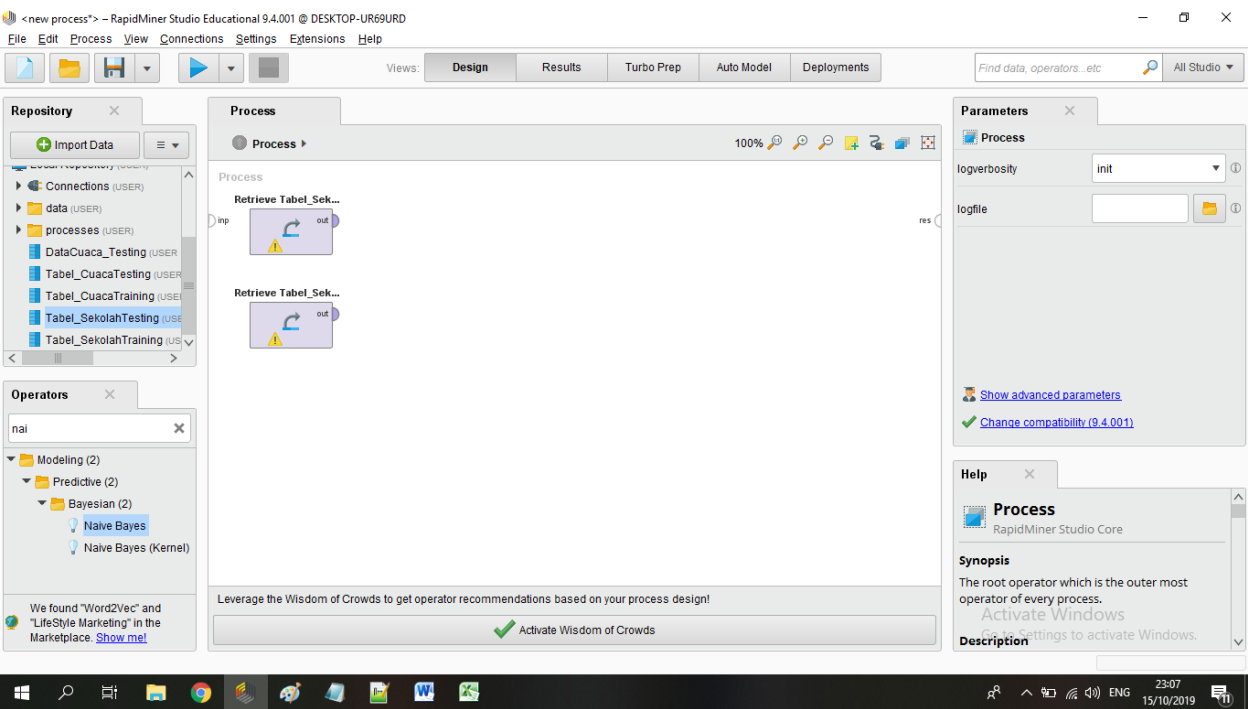 <new process*> – RapidMiner Studio Educational 9.4.001 @ DESKTOP-UR69URD
File Edit Process View Connections Settings Extensions Help
Views: Design Results Turbo Prep Auto Model Deployments
Find data, operators...etc
All Studio
Repository
Import Data
Local Repository (USER)
Connections (USER)
data (USER)
processes (USER)
DataCuaca_Testing (USER
Tabel_CuacaTesting (USER
Tabel_CuacaTraining (USE
Tabel_SekolahTesting (USE
Tabel_SekolahTraining (US
Operators
nai
Modeling (2)
Predictive (2)
Bayesian (2)
Naive Bayes
Naive Bayes (Kernel)
We found "Word2Vec" and
"LifeStyle Marketing" in the
Marketplace. Show me!
Process
Process
100%
Process
Retrieve Tabel_Sek...
inp
out
res
Retrieve Tabel_Sek...
out
Leverage the Wisdom of Crowds to get operator recommendations based on your process design!
Activate Wisdom of Crowds
Parameters
Process
logverbosity
init
logfile
Show advanced parameters
Change compatibility (9.4.001)
Help
Process
RapidMiner Studio Core
Synopsis
The root operator which is the outer most
operator of every process.
Activate Windows
Go to Settings to activate Windows.
Description
ENG
23:07
15/10/2019
11